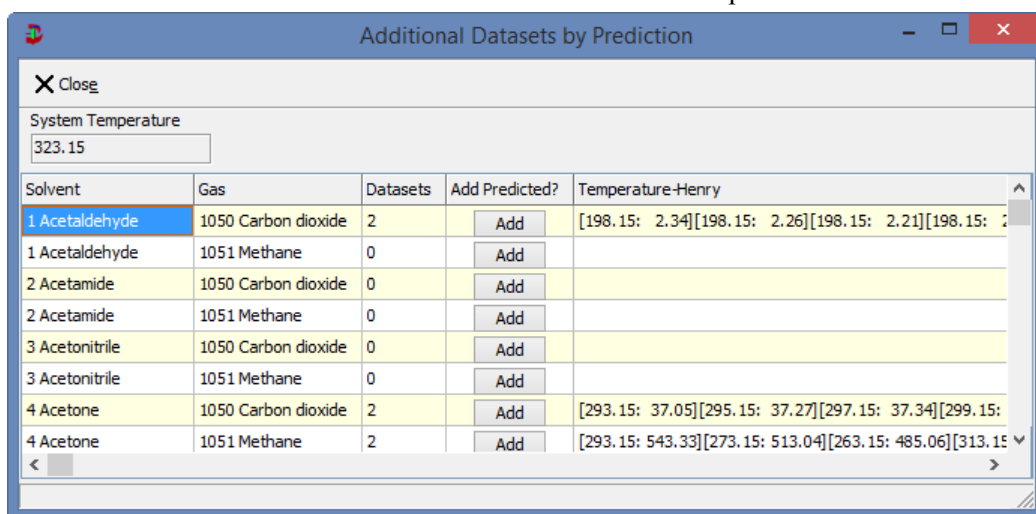 Additional Datasets by Prediction
Close
System Temperature
323.15
Solvent Gas Datasets Add Predicted? Temperature-Henry
1 Acetaldehyde 1050 Carbon dioxide 2 Add [198.15: 2.34][198.15: 2.26][198.15: 2.21][198.15:
1 Acetaldehyde 1051 Methane 0 Add
2 Acetamide 1050 Carbon dioxide 0 Add
2 Acetamide 1051 Methane 0 Add
3 Acetonitrile 1050 Carbon dioxide 0 Add
3 Acetonitrile 1051 Methane 0 Add
4 Acetone 1050 Carbon dioxide 2 Add [293.15: 37.05][295.15: 37.27][297.15: 37.34][299.15:
4 Acetone 1051 Methane 2 Add [293.15: 543.33][273.15: 513.04][263.15: 485.06][313.15